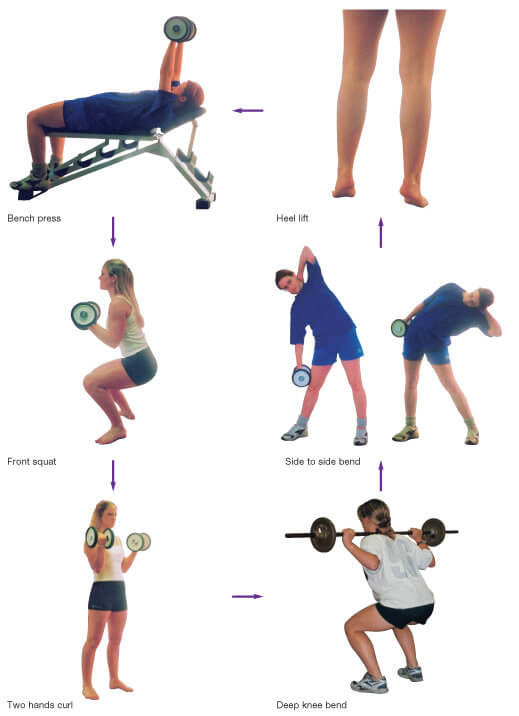 Bench press
Heel lift
Front squat
Side to side bend
Two hands curl
Deep knee bend